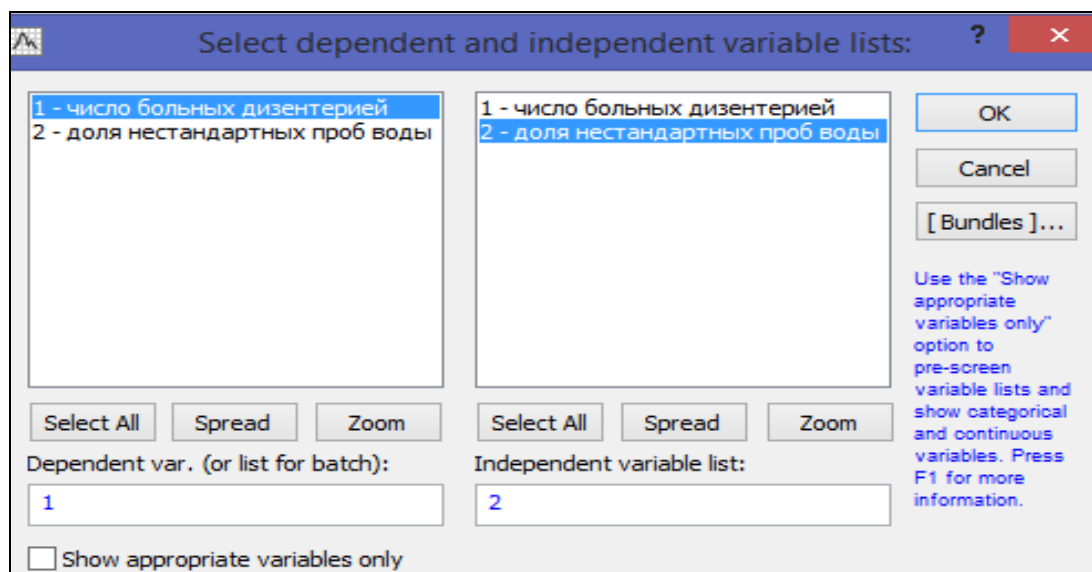 Select dependent and independent variable lists:
?
×
1 - число больных дизентерией
2 - доля нестандартных проб воды
1 - число больных дизентерией
2 - доля нестандартных проб воды
OK
Cancel
[ Bundles ]...
Use the "Show
appropriate
variables only"
option to
pre-screen
variable lists and
show categorical
and continuous
variables. Press
F1 for more
information.
Select All
Spread
Zoom
Select All
Spread
Zoom
Dependent var. (or list for batch):
Independent variable list:
1
2
Show appropriate variables only